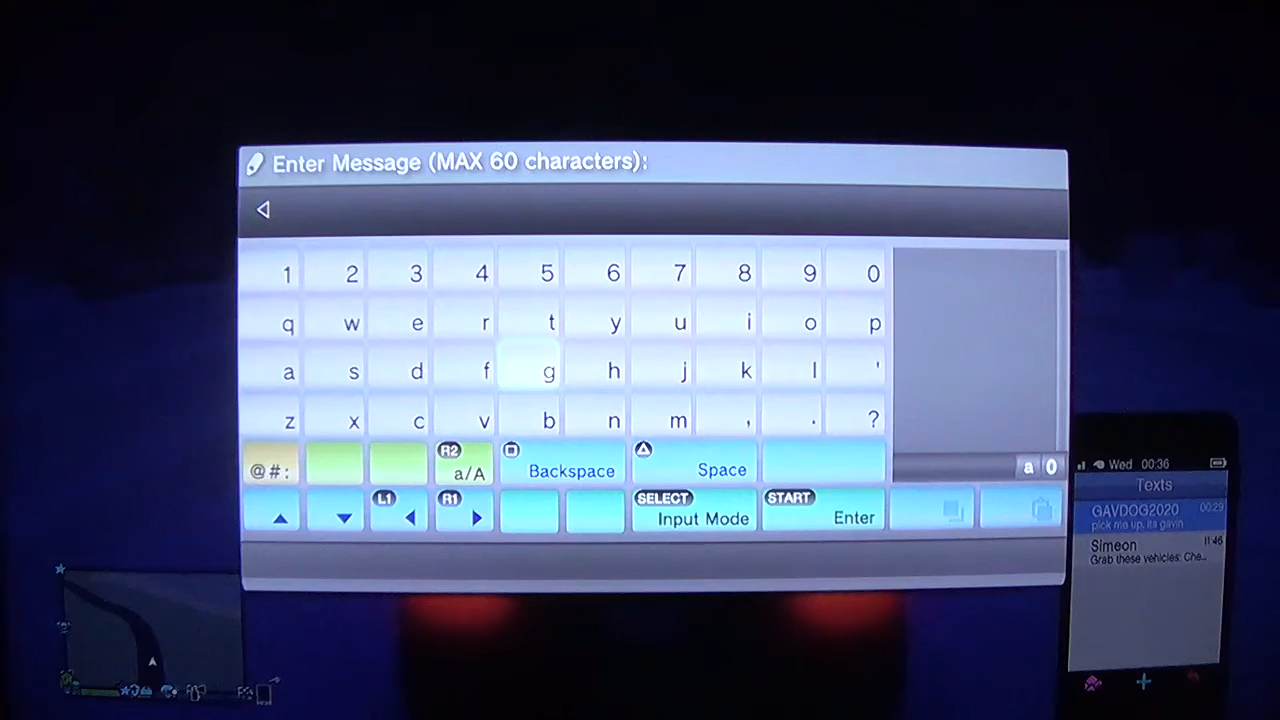 Enter Message (MAX 60 characters):
1 2 3 4 5 6 7 8 9 0
q w e r t y u i o p
a s d f g h j k l '
z x c v b n m , . ?
@#: R2 a/A Backspace Space
L1 R1 SELECT Input Mode START Enter
a 0
Wed 00:36
Texts
GAVDOG2020 00:29
pick me up. its gavin
Simeon 11:46
Grab these vehicles: Che...